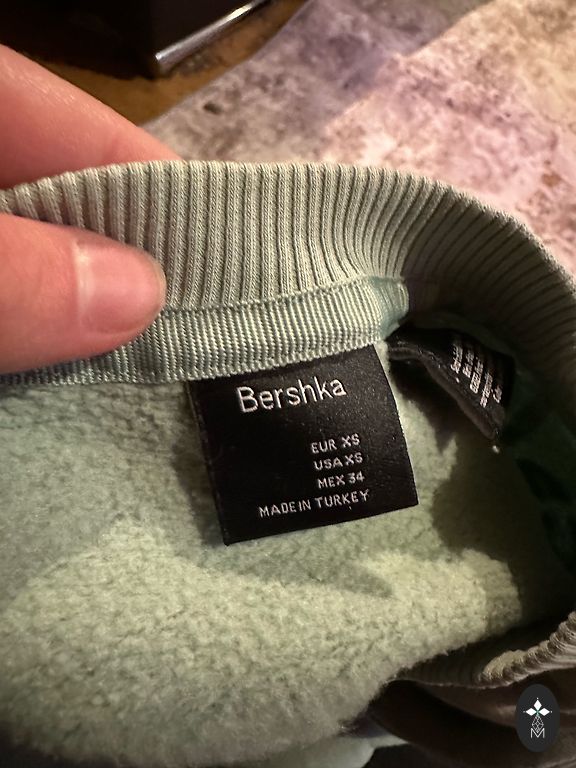 Bershka
EUR XS
USA XS
MEX 34
MADE IN TURKEY
M